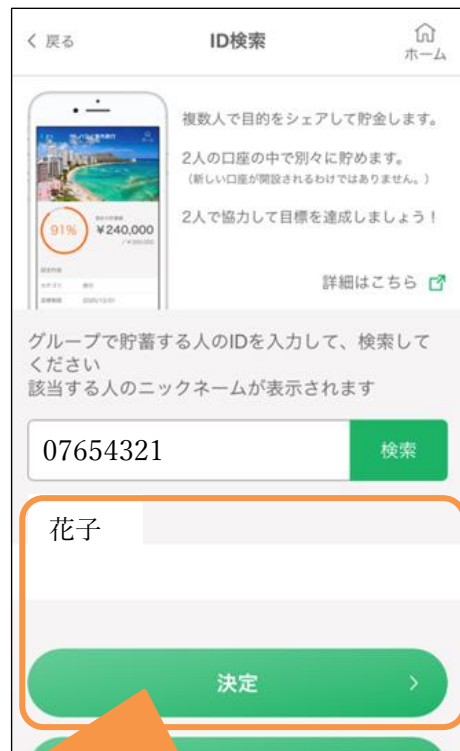 戻る
ID検索
ホーム
複数人で目的をシェアして貯金します。
2人の口座の中で別々に貯めます。
（新しい口座が開設されるわけではありません。）
2人で協力して目標を達成しましょう！
91%
¥240,000
詳細はこちら
グループで貯蓄する人のIDを入力して、検索して
ください
該当する人のニックネームが表示されます
07654321
検索
花子
決定